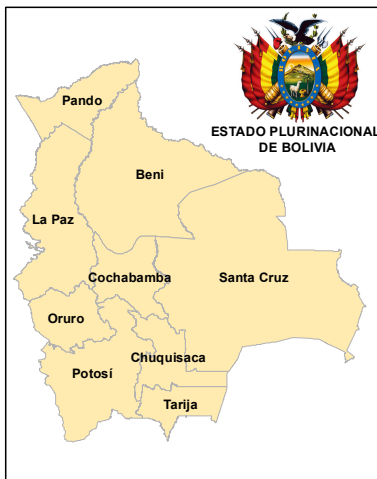 ESTADO PLURINACIONAL
DE BOLIVIA
Pando
Beni
La Paz
Cochabamba
Santa Cruz
Oruro
Chuquisaca
Potosí
Tarija